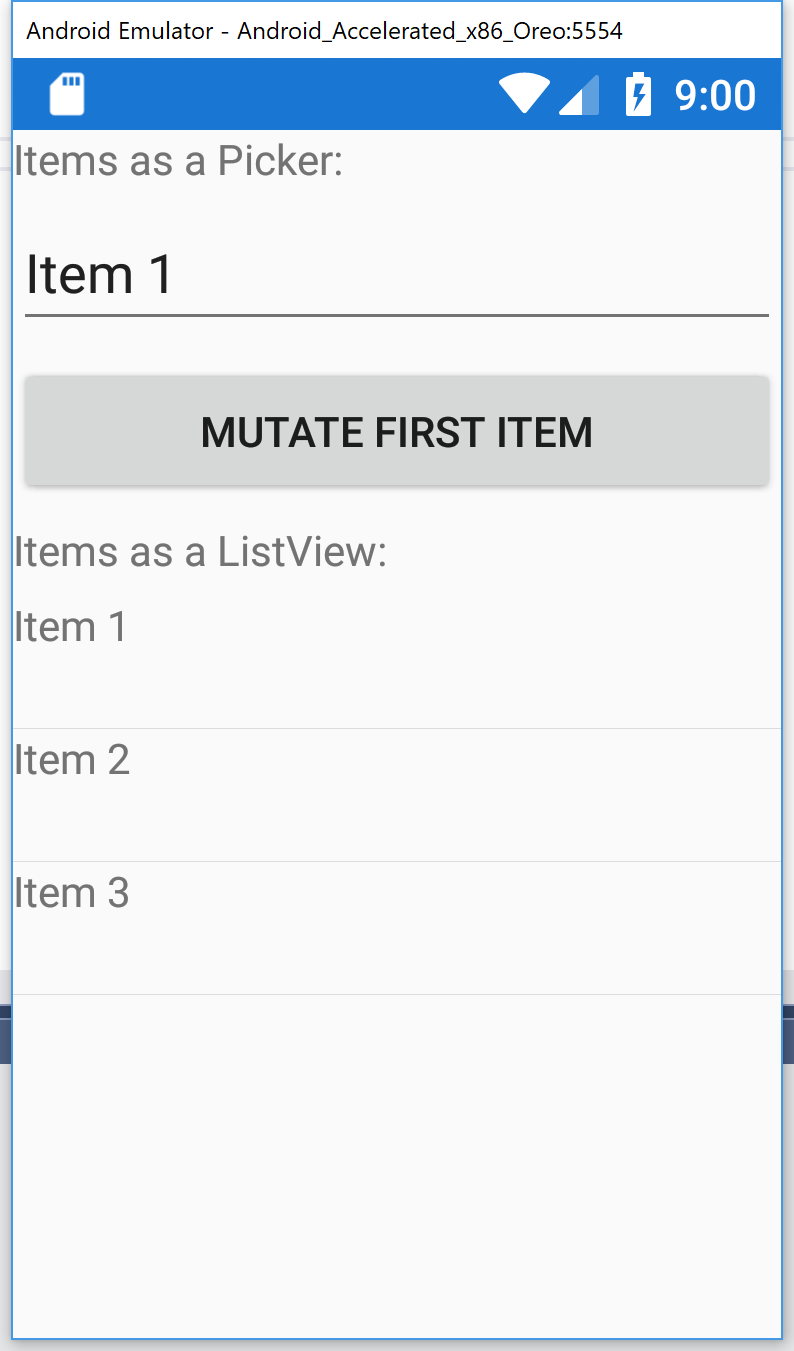 Android Emulator - Android_Accelerated_x86_Oreo:5554
9:00
Items as a Picker:
Item 1
MUTATE FIRST ITEM
Items as a ListView:
Item 1
Item 2
Item 3